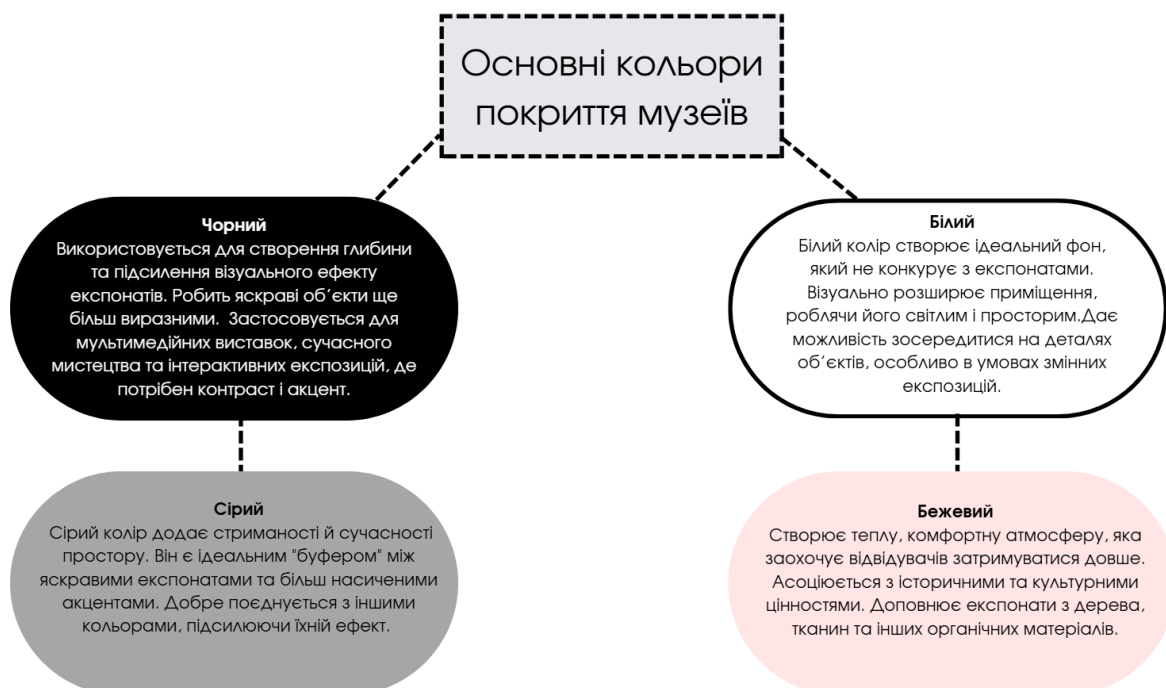 Основні кольори
покриття музеїв
Чорний
Використовується для створення глибини
та підсилення візуального ефекту
експонатів. Робить яскраві об‘єкти ще
більш виразними.  Застосовується для
мультимедійних виставок, сучасного
мистецтва та інтерактивних експозицій, де
потрібен контраст і акцент.
Білий
Білий колір створює ідеальний фон,
який не конкурує з експонатами.
Візуально розширює приміщення,
роблячи його світлим і просторим.Дає
можливість зосередитися на деталях
об‘єктів, особливо в умовах змінних
експозицій.
Сірий
Сірий колір додає стриманості й сучасності
простору. Він є ідеальним "буфером" між
яскравими експонатами та більш насиченими
акцентами. Добре поєднується з іншими
кольорами, підсилюючи їхній ефект.
Бежевий
Створює теплу, комфортну атмосферу, яка
заохочує відвідувачів затримуватися довше.
Асоціюється з історичними та культурними
цінностями. Доповнює експонати з дерева,
тканин та інших органічних матеріалів.